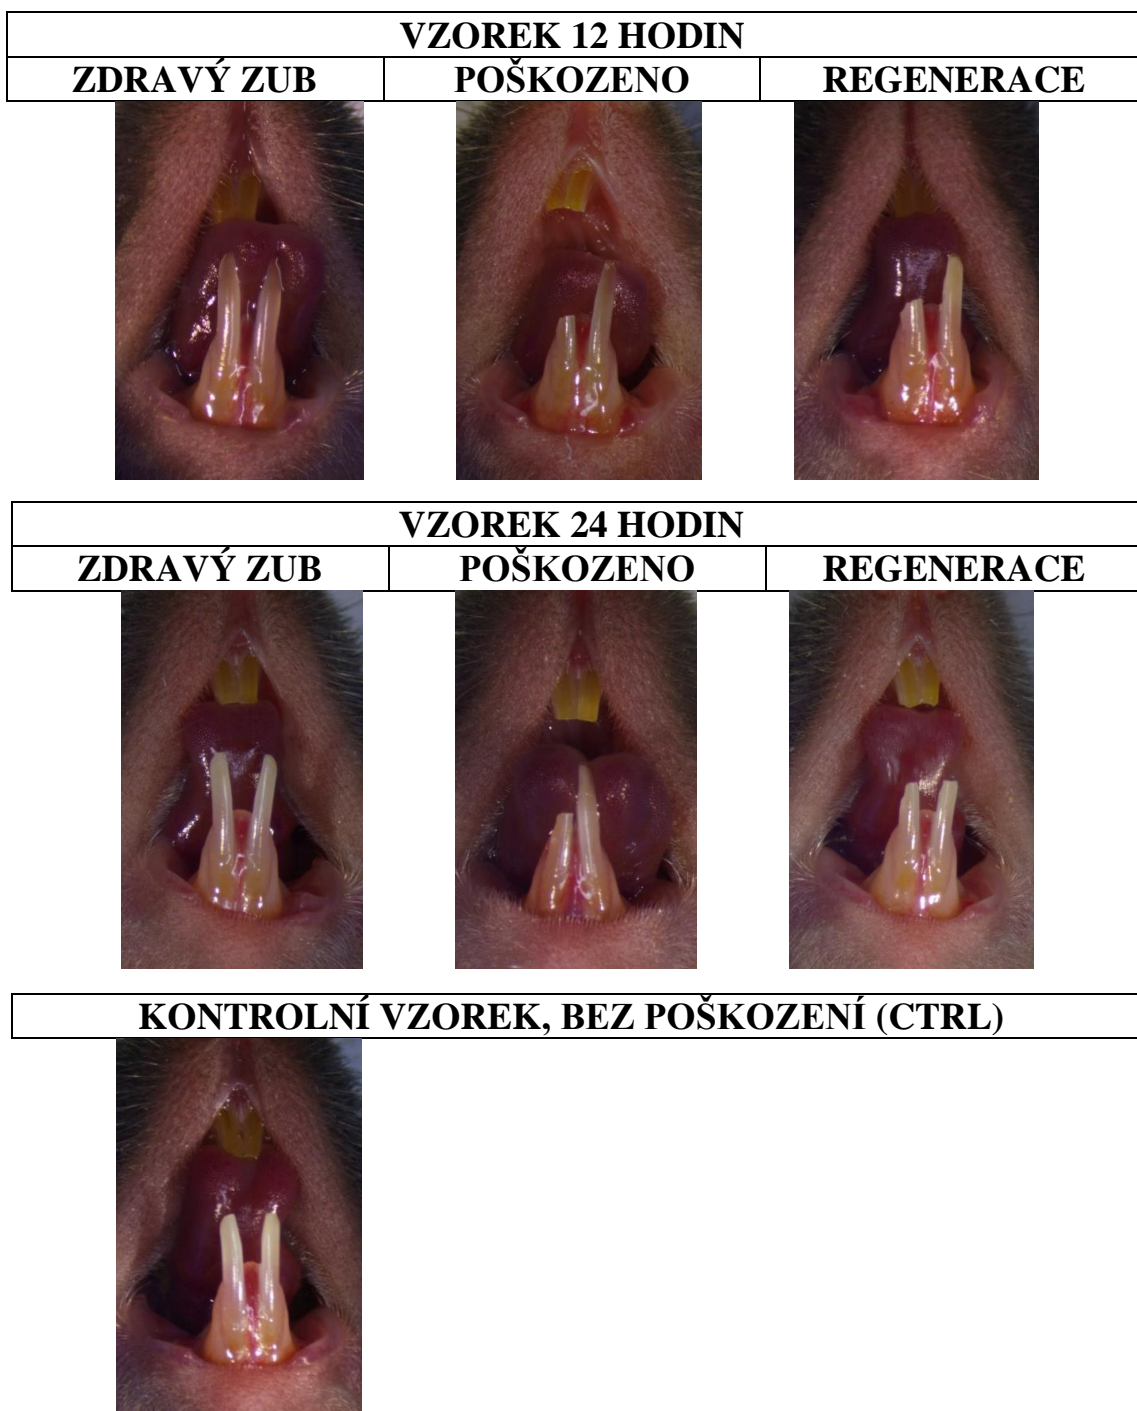 VZOREK 12 HODIN
ZDRAVÝ ZUB POŠKOZENO REGENERACE
VZOREK 24 HODIN
ZDRAVÝ ZUB POŠKOZENO REGENERACE
KONTROLNÍ VZOREK, BEZ POŠKOZENÍ (CTRL)